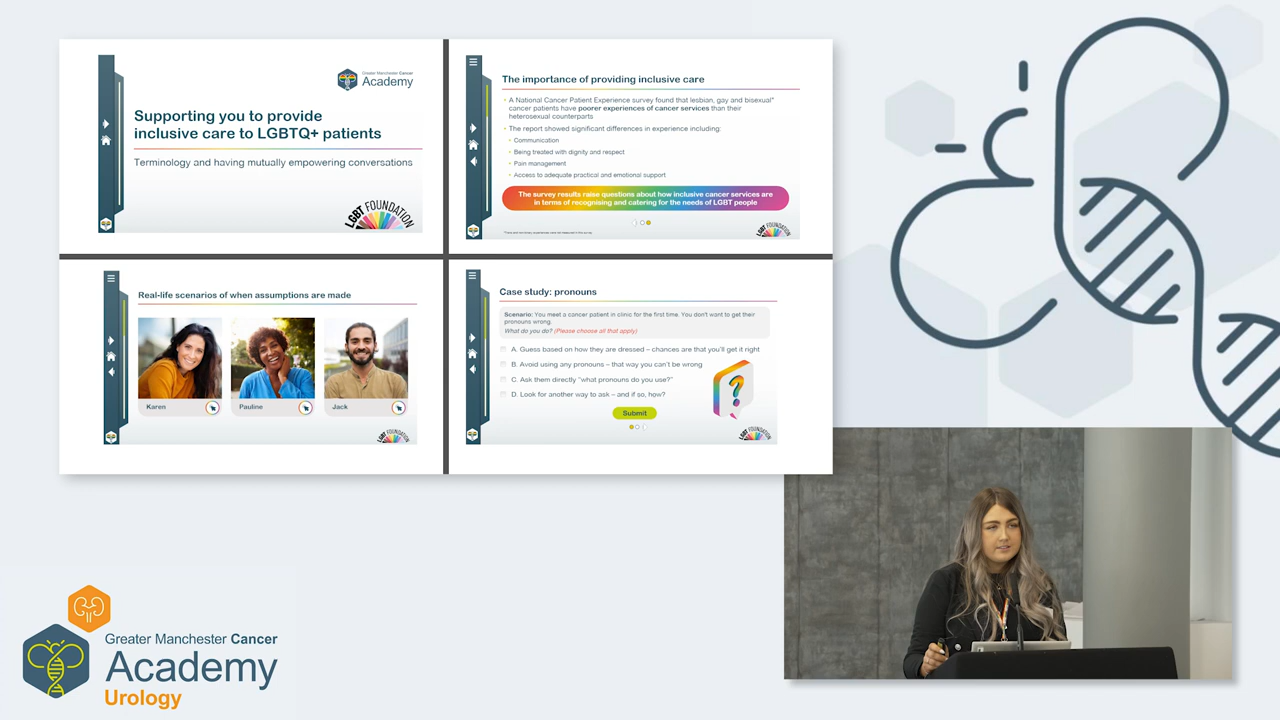 Greater Manchester Cancer
Academy
Supporting you to provide
inclusive care to LGBTQ+ patients
Terminology and having mutually empowering conversations
LGBT FOUNDATION
The importance of providing inclusive care
• A National Cancer Patient Experience survey found that lesbian, gay and bisexual*
cancer patients have poorer experiences of cancer services than their
heterosexual counterparts
• The report showed significant differences in experience including:
• Communication
• Being treated with dignity and respect
• Pain management
• Access to adequate practical and emotional support
The survey results raise questions about how inclusive cancer services are
in terms of recognising and catering for the needs of LGBT people
LGBT FOUNDATION
Real-life scenarios of when assumptions are made
Karen
Pauline
Jack
LGBT FOUNDATION
Case study: pronouns
Scenario: You meet a cancer patient in clinic for the first time. You don't want to get their
pronouns wrong.
What do you do? (Please choose all that apply)
A. Guess based on how they are dressed – chances are that you'll get it right
B. Avoid using any pronouns – that way you can't be wrong
C. Ask them directly "what pronouns do you use?"
D. Look for another way to ask – and if so, how?
?
Submit
LGBT FOUNDATION
Greater Manchester Cancer
Academy
Urology